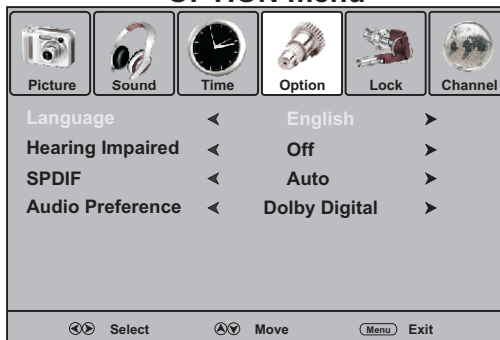 Picture Sound Time Option Lock Channel
Language English
Hearing Impaired Off
SPDIF Auto
Audio Preference Dolby Digital
Select Move Menu Exit